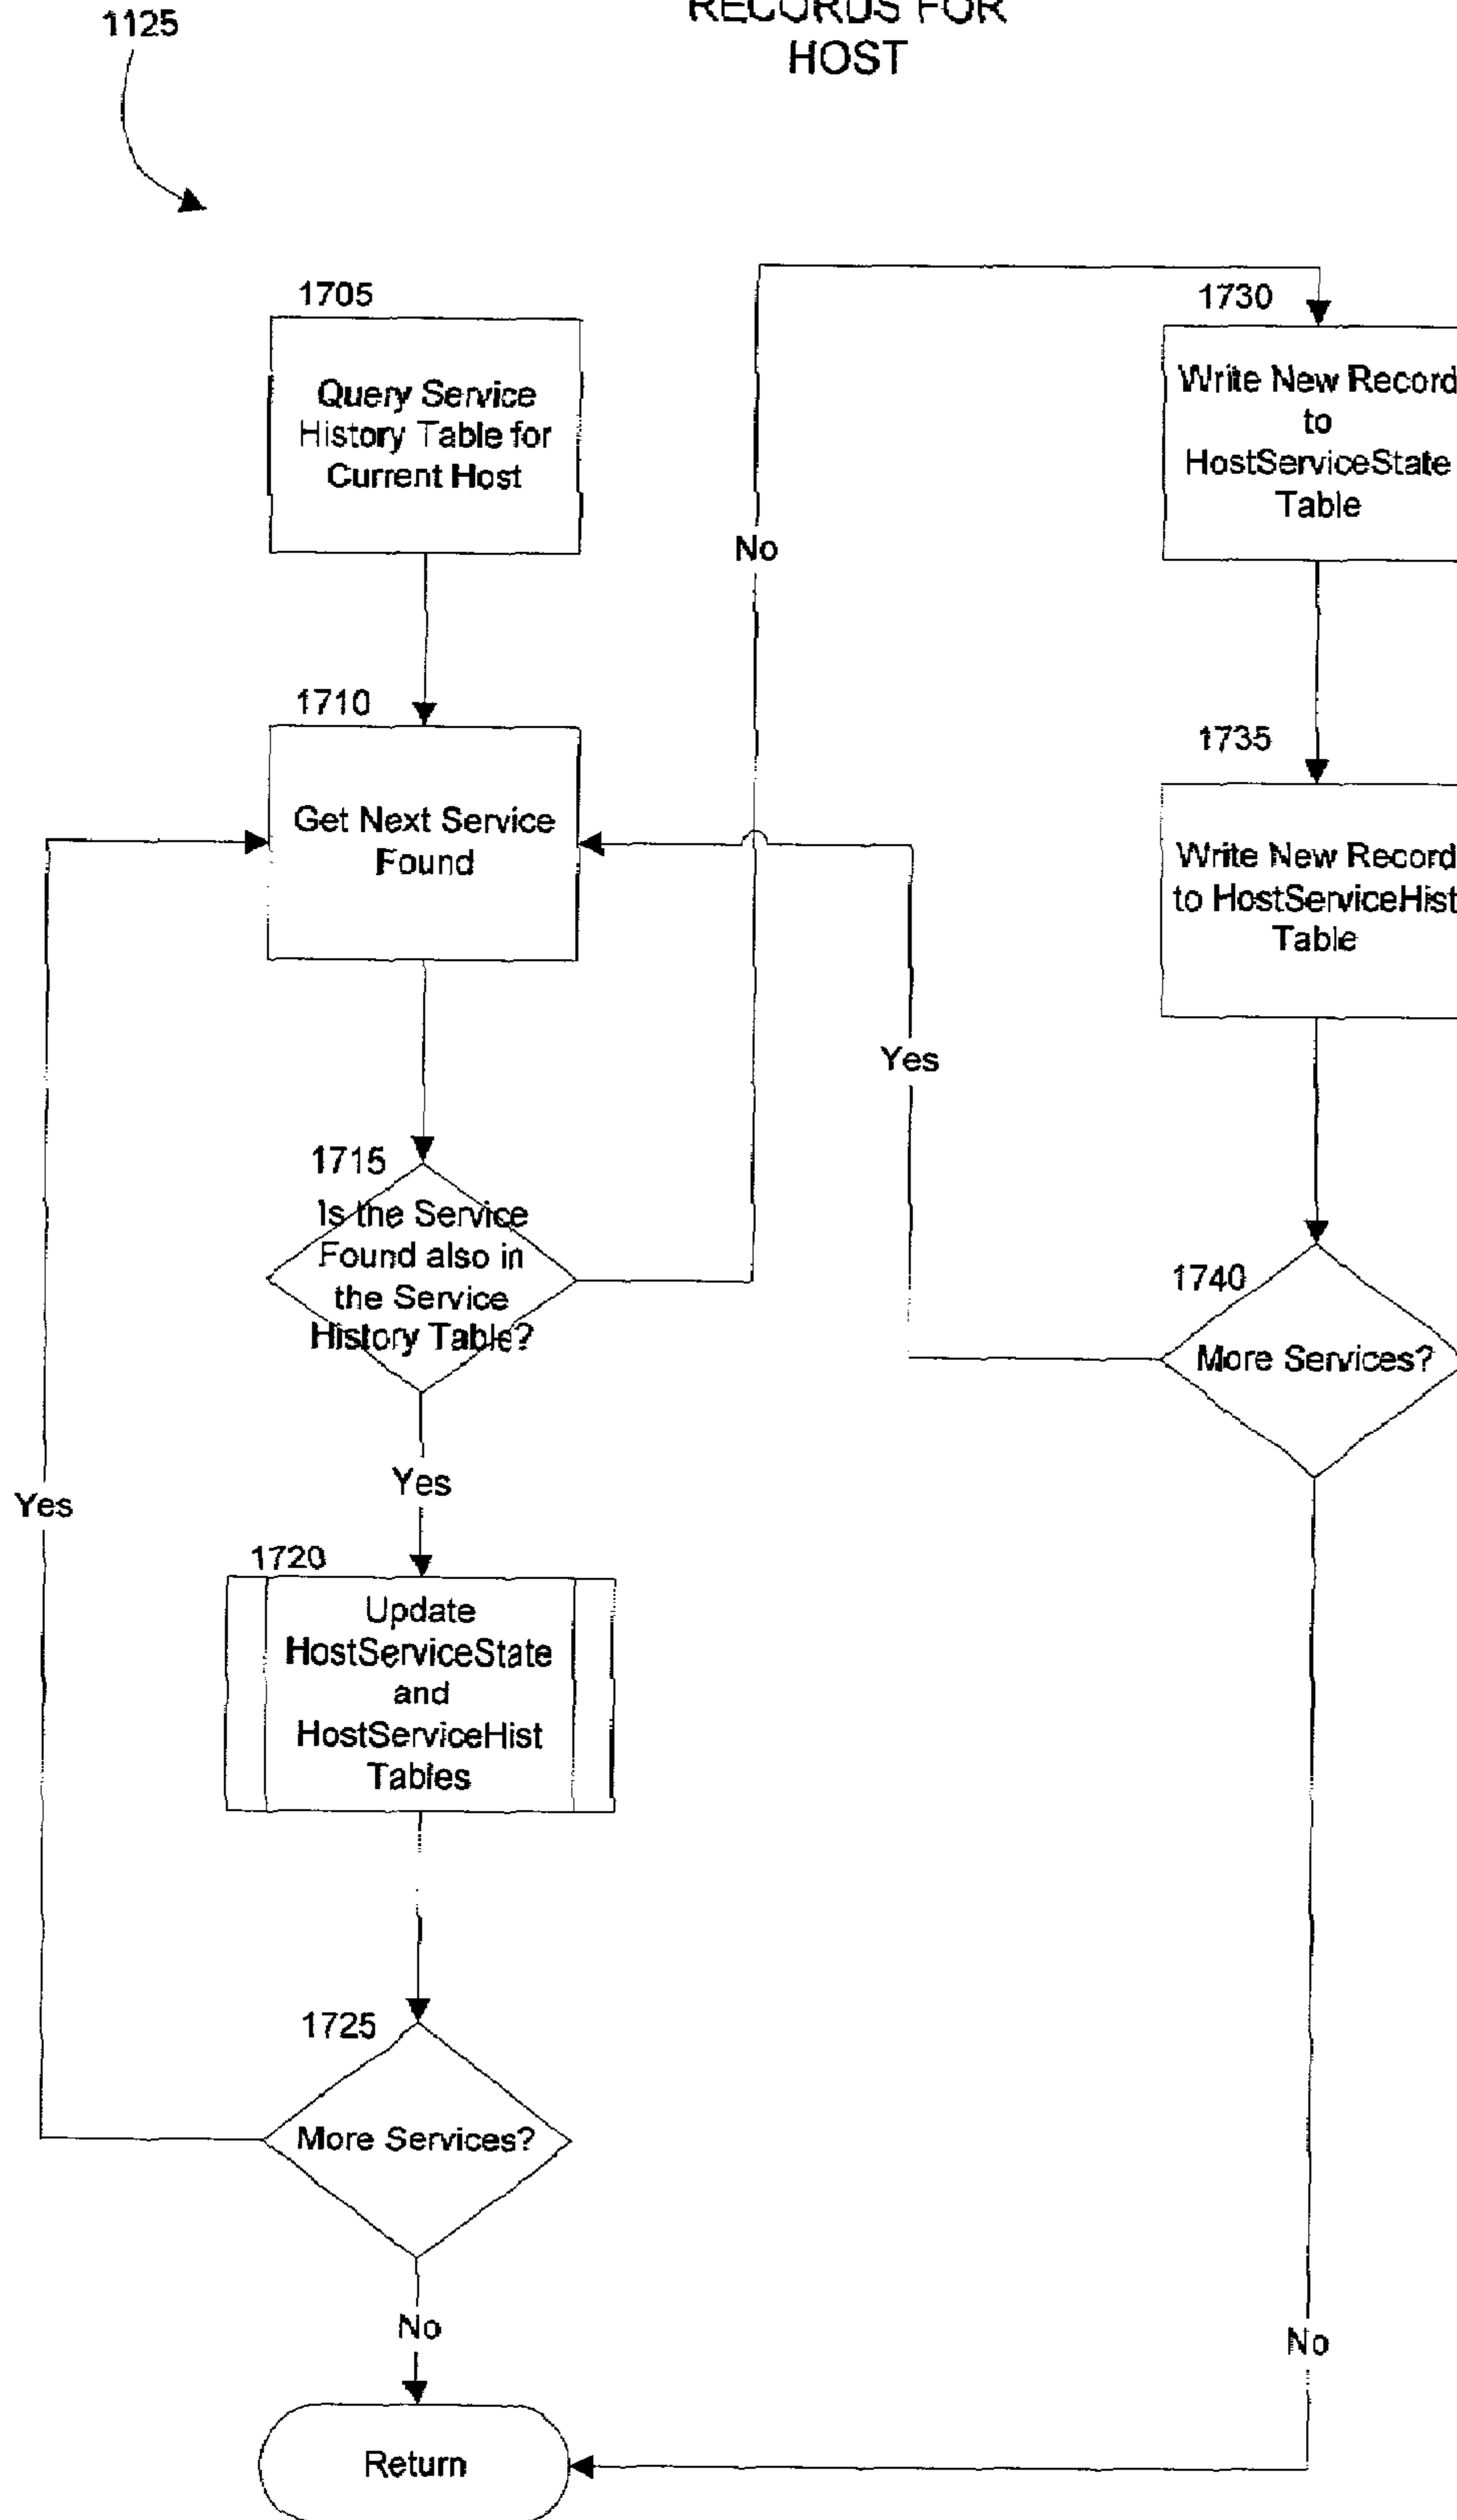 1125
RECORDS FOR
HOST
1705
Query Service
History Table for
Current Host
1710
Get Next Service
Found
1715
Is the Service
Found also in
the Service
History Table?
Yes
1720
Update
HostServiceState
and
HostServiceHist
Tables
1725
More Services?
Yes
No
Return
No
1730
Write New Record
to
HostServiceState
Table
1735
Write New Record
to HostServiceHist
Table
1740
More Services?
Yes
No